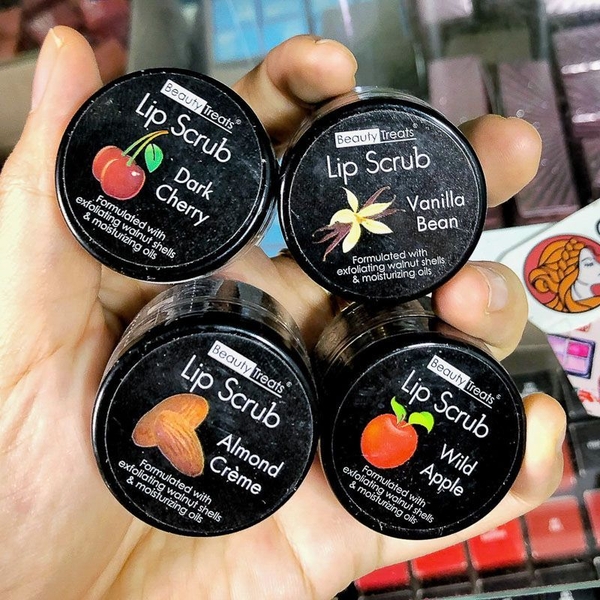 Beauty Treats®
Lip Scrub
Dark
Cherry
Formulated with
exfoliating walnut shells
& moisturizing oils
Beauty Treats®
Lip Scrub
Vanilla
Bean
Formulated with
exfoliating walnut shells
& moisturizing oils
Beauty Treats®
Lip Scrub
Almond
Crème
Formulated with
exfoliating walnut shells
& moisturizing oils
Beauty Treats®
Lip Scrub
Wild
Apple
Formulated with
exfoliating walnut shells
& moisturizing oils